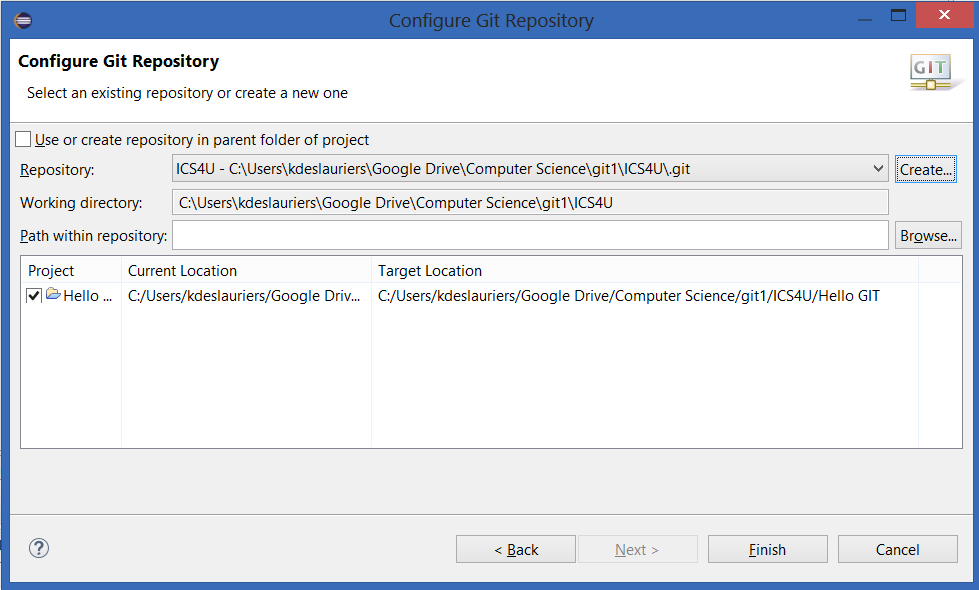 Configure Git Repository
Configure Git Repository
Select an existing repository or create a new one
GIT
Use or create repository in parent folder of project
Repository: ICS4U - C:\Users\kdeslauriers\Google Drive\Computer Science\git1\ICS4U\.git Create...
Working directory: C:\Users\kdeslauriers\Google Drive\Computer Science\git1\ICS4U
Path within repository: Browse...
Project Current Location Target Location
Hello ... C:/Users/kdeslauriers/Google Driv... C:/Users/kdeslauriers/Google Drive/Computer Science/git1/ICS4U/Hello GIT
? < Back Next > Finish Cancel